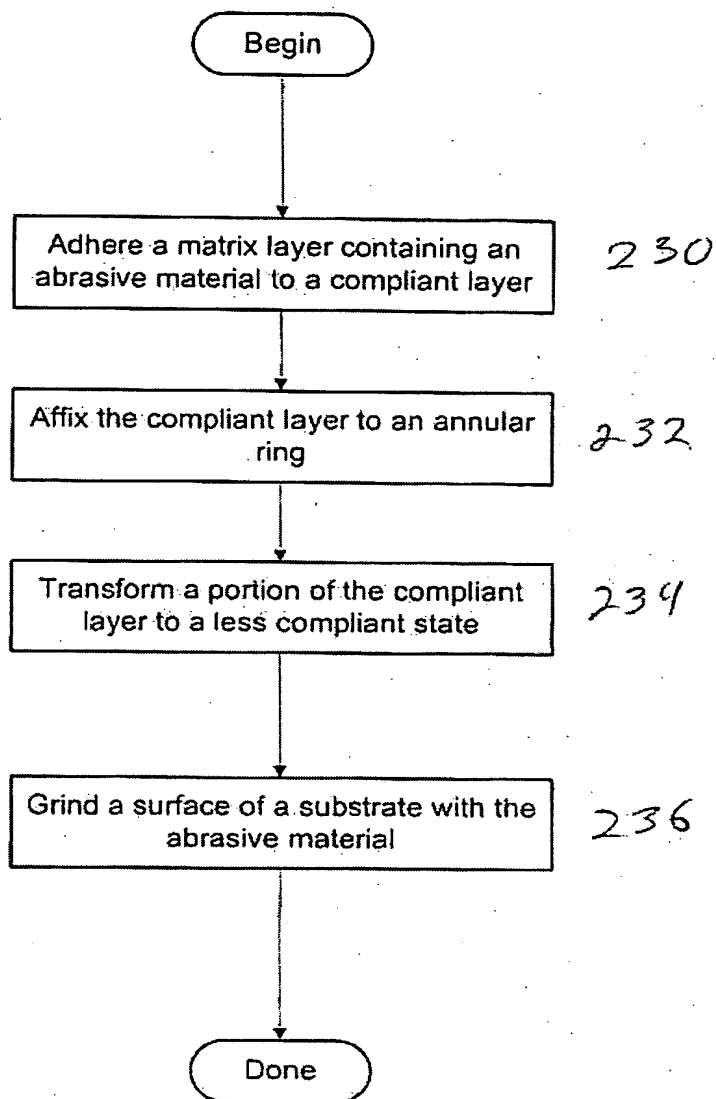 Begin
Adhere a matrix layer containing an
abrasive material to a compliant layer
230
Affix the compliant layer to an annular
ring
232
Transform a portion of the compliant
layer to a less compliant state
234
Grind a surface of a substrate with the
abrasive material
236
Done